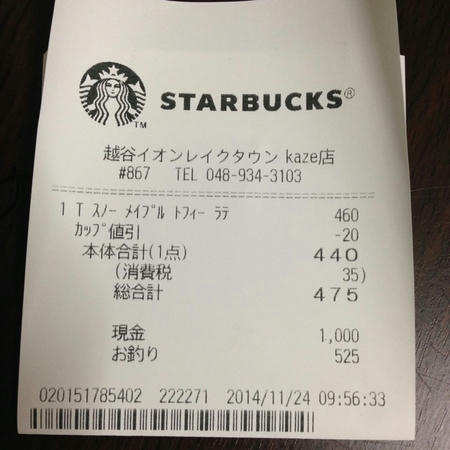 STARBUCKS®
TM
越谷イオンレイクタウン kaze店
#867 TEL 048-934-3103
1 T ｽﾉｰ ﾒｲﾌﾟﾙ ﾄﾌｨｰ ﾗﾃ 460
ｶｯﾌﾟ値引 -20
本体合計(1点) 440
(消費税 35)
総合計 475
現金 1,000
お釣り 525
020151785402 222271 2014/11/24 09:56:33